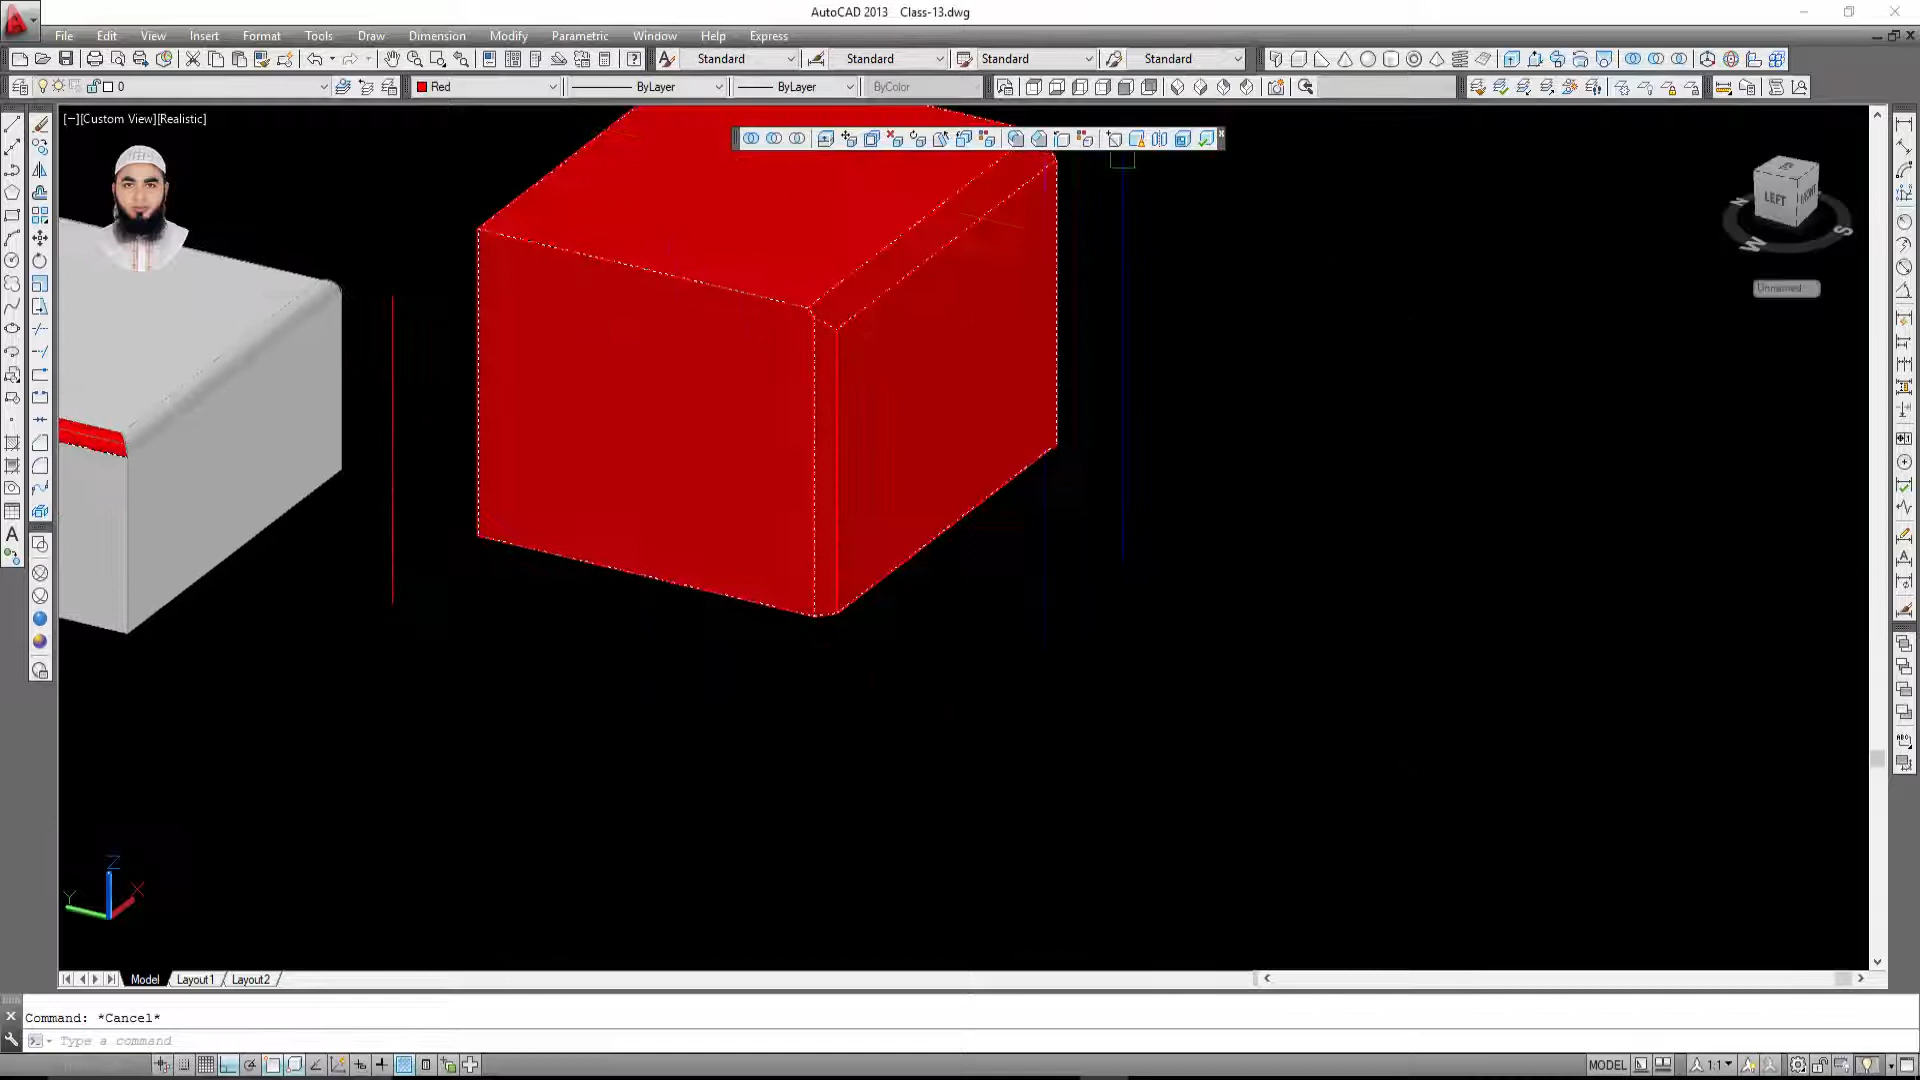 AutoCAD 2013 Class-13.dwg
File Edit View Insert Format Tools Draw Dimension Modify Parametric Window Help Express
Standard Standard Standard Standard
0 Red ByLayer ByLayer ByColor
[−][Custom View][Realistic]
LEFT FRONT
N
W S
Unnamed
Z
Y X
A
Model Layout1 Layout2
Command: *Cancel*
Type a command
MODEL 1:1